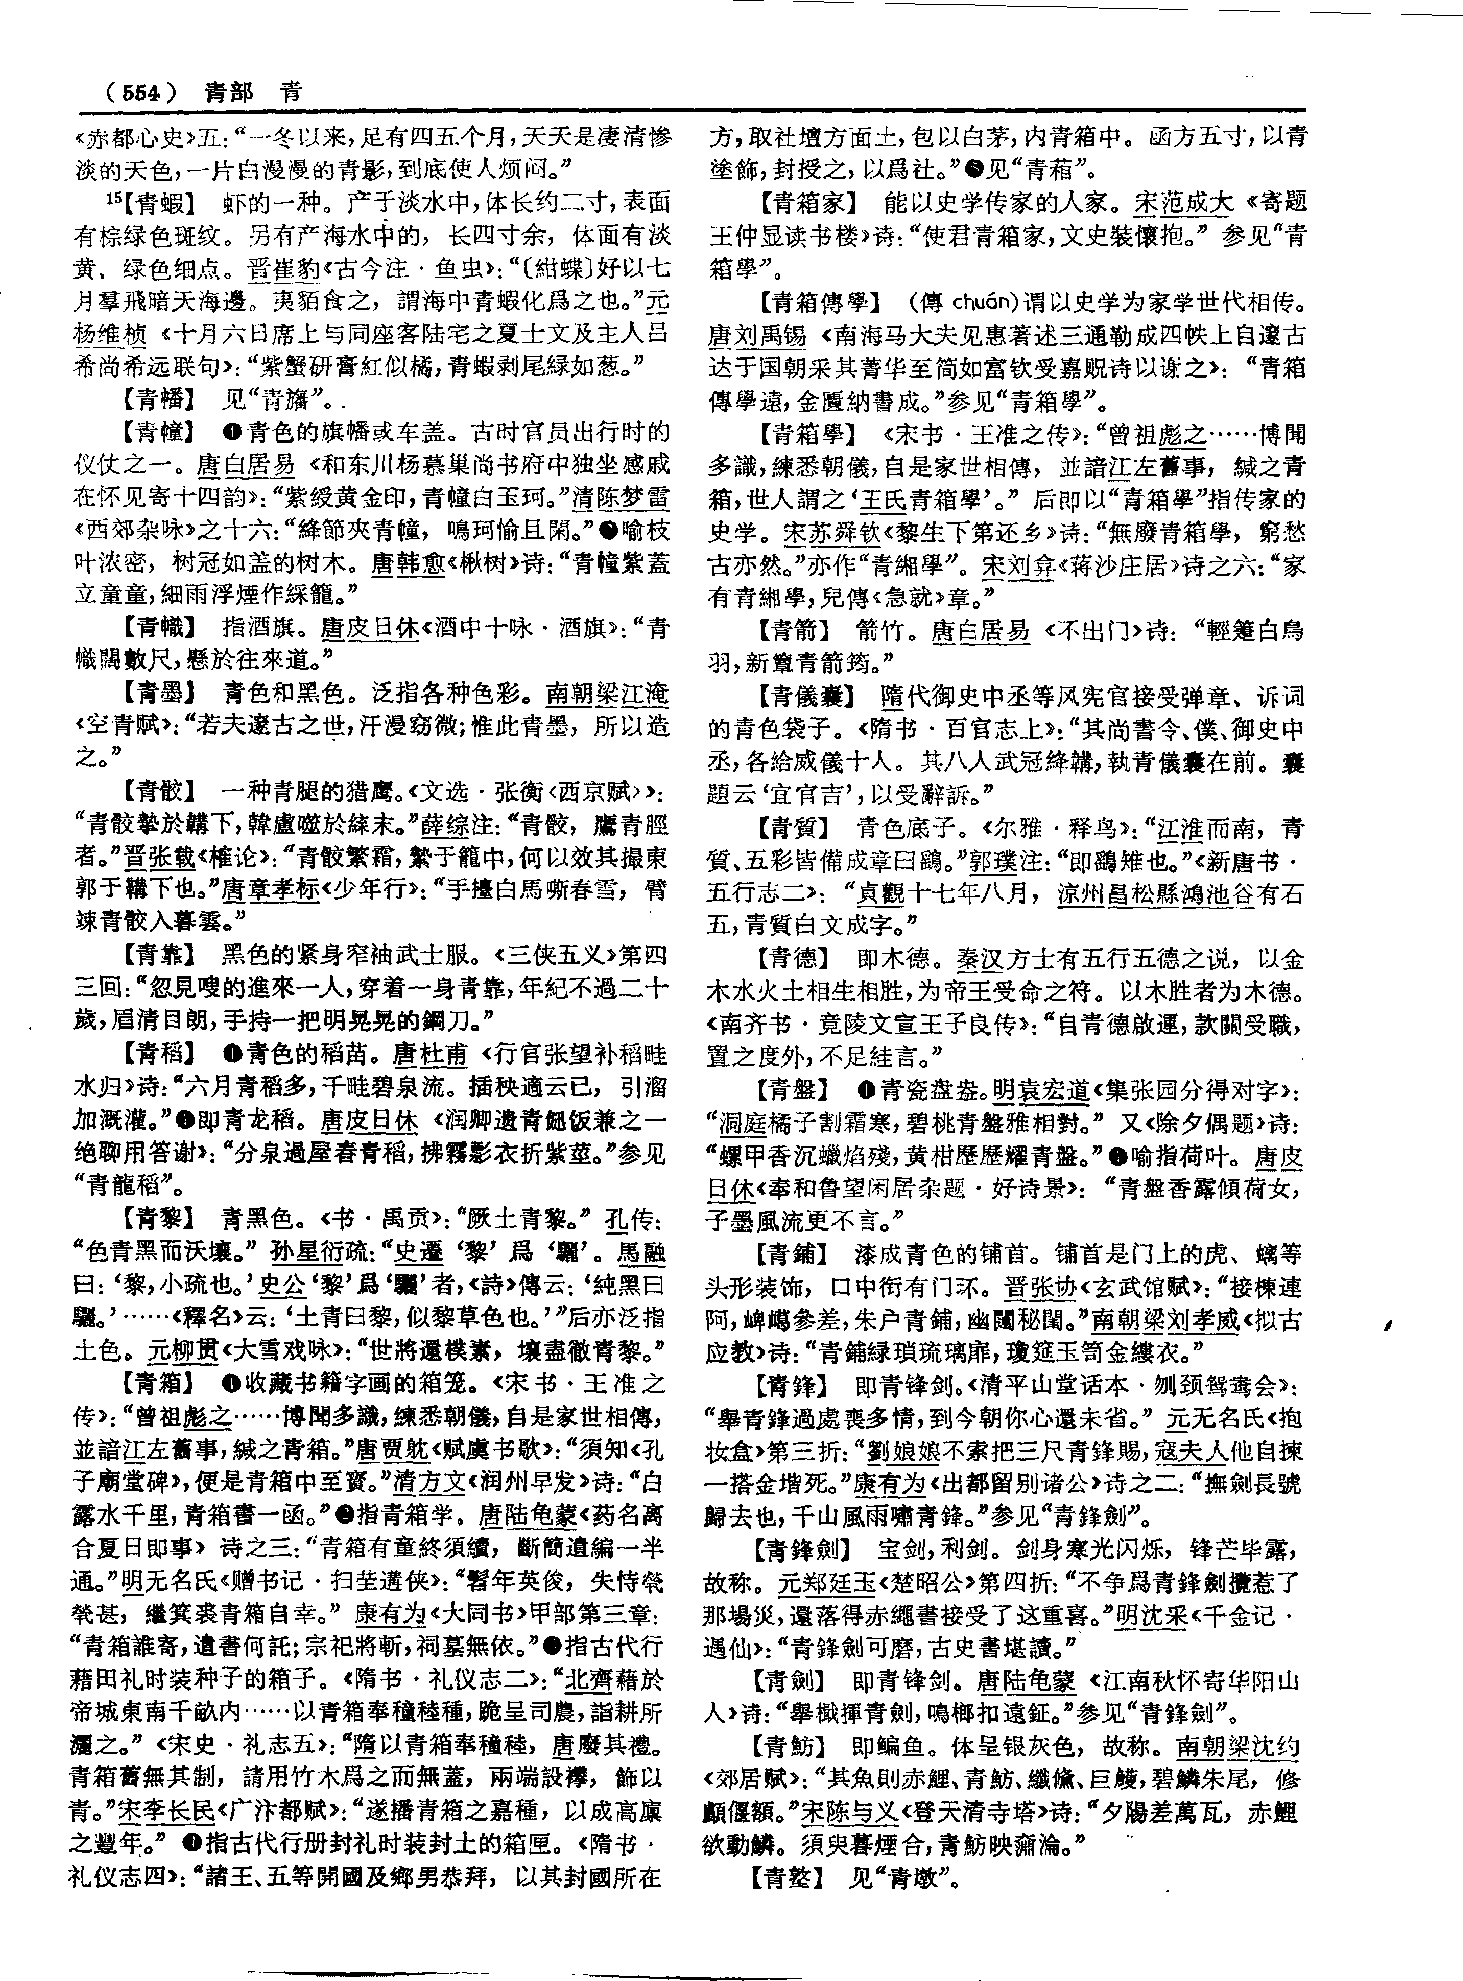 （554） 青部 青
《赤都心史》五：“一冬以来，足有四五个月，天天是凄清惨
淡的天色，一片白漫漫的青影，到底使人烦闷。”
15【青蝦】 虾的一种。产于淡水中，体长约二寸，表面
有棕绿色斑纹。另有产海水中的，长四寸余，体面有淡
黄、绿色细点。晋崔豹《古今注·鱼虫》：“〔紺蝶〕好以七
月羣飛暗天海邊。夷貊食之，謂海中青蝦化爲之也。”元
杨维桢《十月六日席上与同座客陆宅之夏士文及主人吕
希尚希远联句》：“紫蟹研膏紅似橘，青蝦剥尾緑如葱。”
【青幡】 见“青旛”。
【青幢】 ❶青色的旗幡或车盖。古时官员出行时的
仪仗之一。唐白居易《和东川杨慕巢尚书府中独坐感戚
在怀见寄十四韵》：“紫綬黄金印，青幢白玉珂。”清陈梦雷
《西郊杂咏》之十六：“絳節夾青幢，鳴珂愉且閑。”❷喻枝
叶浓密，树冠如盖的树木。唐韩愈《楸树》诗：“青幢紫蓋
立童童，細雨浮煙作綵籠。”
【青幟】 指酒旗。唐皮日休《酒中十咏·酒旗》：“青
幟闊數尺，懸於往來道。”
【青墨】 青色和黑色。泛指各种色彩。南朝梁江淹
《空青赋》：“若夫邃古之世，汗漫窈微；惟此青墨，所以造
之。”
【青骹】 一种青腿的猎鹰。《文选·张衡〈西京赋〉》：
“青骹摯於韝下，韓盧噬於緤末。”薛综注：“青骹，鷹青脛
者。”晋张载《榷论》：“青骹繁霜，縶于籠中，何以效其撮東
郭于韝下也。”唐章孝标《少年行》：“手擡白馬嘶春雪，臂
竦青骹入暮雲。”
【青靠】 黑色的紧身窄袖武士服。《三侠五义》第四
三回：“忽見嗖的進來一人，穿着一身青靠，年紀不過二十
歲，眉清目朗，手持一把明晃晃的鋼刀。”
【青稻】 ❶青色的稻苗。唐杜甫《行官张望补稻畦
水归》诗：“六月青稻多，千畦碧泉流。插秧適云已，引溜
加溉灌。”❷即青龙稻。唐皮日休《润卿遗青䭀饭兼之一
绝聊用答谢》：“分泉過屋舂青稻，拂霧影衣折紫莖。”参见
“青龍稻”。
【青黎】 青黑色。《书·禹贡》：“厥土青黎。”孔传：
“色青黑而沃壤。”孙星衍疏：“史遷‘黎’爲‘驪’。馬融
曰：‘黎，小疏也。’史公‘黎’爲‘驪’者，《詩》傳云：‘純黑曰
驪。’……《釋名》云：‘土青曰黎，似黎草色也。’”后亦泛指
土色。元柳贯《大雪戏咏》：“世將還樸素，壤盡徹青黎。”
【青箱】 ❶收藏书籍字画的箱笼。《宋书·王准之
传》：“曾祖彪之……博聞多識，練悉朝儀，自是家世相傳，
並諳江左舊事，緘之青箱。”唐贾躭《赋虞书歌》：“須知《孔
子廟堂碑》，便是青箱中至寳。”清方文《润州早发》诗：“白
露水千里，青箱書一函。”❷指青箱学。唐陆龟蒙《药名离
合夏日即事》诗之三：“青箱有童終須續，斷簡遺編一半
通。”明无名氏《赠书记·扫茔遘侠》：“髫年英俊，失恃煢
煢甚，繼箕裘青箱自幸。”康有为《大同书》甲部第三章：
“青箱誰寄，遺書何託；宗祀將斬，祠墓無依。”❸指古代行
藉田礼时装种子的箱子。《隋书·礼仪志二》：“北齊藉於
帝城東南千畝内……以青箱奉穜稑種，跪呈司農，詣耕所
灑之。”《宋史·礼志五》：“隋以青箱奉穜稑，唐廢其禮。
青箱舊無其制，請用竹木爲之而無蓋，兩端設襻，飾以
青。”宋李长民《广汴都赋》：“遂播青箱之嘉種，以成高廩
之豐年。”❹指古代行册封礼时装封土的箱匣。《隋书·
礼仪志四》：“諸王、五等開國及鄉男恭拜，以其封國所在
方，取社壇方面土，包以白茅，内青箱中。函方五寸，以青
塗飾，封授之，以爲社。”❺见“青葙”。
【青箱家】 能以史学传家的人家。宋范成大《寄题
王仲显读书楼》诗：“使君青箱家，文史裝懷抱。”参见“青
箱學”。
【青箱傳學】 （傳 chuán）谓以史学为家学世代相传。
唐刘禹锡《南海马大夫见惠著述三通勒成四帙上自邃古
达于国朝采其菁华至简如富钦受嘉贶诗以谢之》：“青箱
傳學遠，金匱納書成。”参见“青箱學”。
【青箱學】 《宋书·王准之传》：“曾祖彪之……博聞
多識，練悉朝儀，自是家世相傳，並諳江左舊事，緘之青
箱，世人謂之‘王氏青箱學’。”后即以“青箱學”指传家的
史学。宋苏舜钦《黎生下第还乡》诗：“無廢青箱學，窮愁
古亦然。”亦作“青緗學”。宋刘弇《蒋沙庄居》诗之六：“家
有青緗學，兒傳《急就》章。”
【青箭】 箭竹。唐白居易《不出门》诗：“輕箑白鳥
羽，新簟青箭筠。”
【青儀囊】 隋代御史中丞等风宪官接受弹章、诉词
的青色袋子。《隋书·百官志上》：“其尚書令、僕、御史中
丞，各給威儀十人。其八人武冠絳韝，執青儀囊在前。囊
題云‘宜官吉’，以受辭訴。”
【青質】 青色底子。《尔雅·释鸟》：“江淮而南，青
質、五彩皆備成章曰鷂。”郭璞注：“即鷂雉也。”《新唐书·
五行志二》：“貞觀十七年八月，涼州昌松縣鴻池谷有石
五，青質白文成字。”
【青德】 即木德。秦汉方士有五行五德之说，以金
木水火土相生相胜，为帝王受命之符。以木胜者为木德。
《南齐书·竟陵文宣王子良传》：“自青德啟運，款關受職，
置之度外，不足絓言。”
【青盤】 ❶青瓷盘盎。明袁宏道《集张园分得对字》：
“洞庭橘子割霜寒，碧桃青盤雅相對。”又《除夕偶题》诗：
“螺甲香沉蠟焰殘，黄柑歷歷耀青盤。”❷喻指荷叶。唐皮
日休《奉和鲁望闲居杂题·好诗景》：“青盤香露傾荷女，
子墨風流更不言。”
【青鋪】 漆成青色的铺首。铺首是门上的虎、螭等
头形装饰，口中衔有门环。晋张协《玄武馆赋》：“接棟連
阿，崥㠔參差，朱户青鋪，幽闥秘閨。”南朝梁刘孝威《拟古
应教》诗：“青鋪緑瑣琉璃扉，瓊筵玉笥金縷衣。”
【青鋒】 即青锋剑。《清平山堂话本·刎颈鸳鸯会》：
“舉青鋒過處喪多情，到今朝你心還未省。”元无名氏《抱
妆盒》第三折：“劉娘娘不索把三尺青鋒賜，寇夫人他自揀
一搭金堦死。”康有为《出都留别诸公》诗之二：“撫劍長號
歸去也，千山風雨嘯青鋒。”参见“青鋒劍”。
【青鋒劍】 宝剑，利剑。剑身寒光闪烁，锋芒毕露，
故称。元郑廷玉《楚昭公》第四折：“不争爲青鋒劍攬惹了
那場災，還落得赤繩書接受了这重喜。”明沈采《千金记·
遇仙》：“青鋒劍可磨，古史書堪讀。”
【青劍】 即青锋剑。唐陆龟蒙《江南秋怀寄华阳山
人》诗：“舉檝揮青劍，鳴榔扣遠鉦。”参见“青鋒劍”。
【青魴】 即鳊鱼。体呈银灰色，故称。南朝梁沈约
《郊居赋》：“其魚則赤鯉、青魴、纖鯈、巨鱯，碧鱗朱尾，修
顱偃額。”宋陈与义《登天清寺塔》诗：“夕陽差萬瓦，赤鯉
欲動鱗。須臾暮煙合，青魴映奫淪。”
【青墪】 见“青墩”。